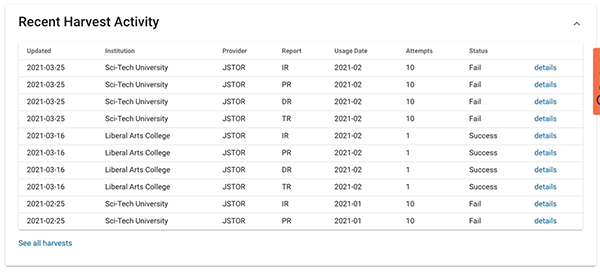 Recent Harvest Activity
Updated Institution Provider Report Usage Date Attempts Status
2021-03-25 Sci-Tech University JSTOR IR 2021-02 10 Fail details
2021-03-25 Sci-Tech University JSTOR PR 2021-02 10 Fail details
2021-03-25 Sci-Tech University JSTOR DR 2021-02 10 Fail details
2021-03-25 Sci-Tech University JSTOR TR 2021-02 10 Fail details
2021-03-16 Liberal Arts College JSTOR IR 2021-02 1 Success details
2021-03-16 Liberal Arts College JSTOR PR 2021-02 1 Success details
2021-03-16 Liberal Arts College JSTOR DR 2021-02 1 Success details
2021-03-16 Liberal Arts College JSTOR TR 2021-02 1 Success details
2021-02-25 Sci-Tech University JSTOR IR 2021-01 10 Fail details
2021-02-25 Sci-Tech University JSTOR PR 2021-01 10 Fail details
See all harvests